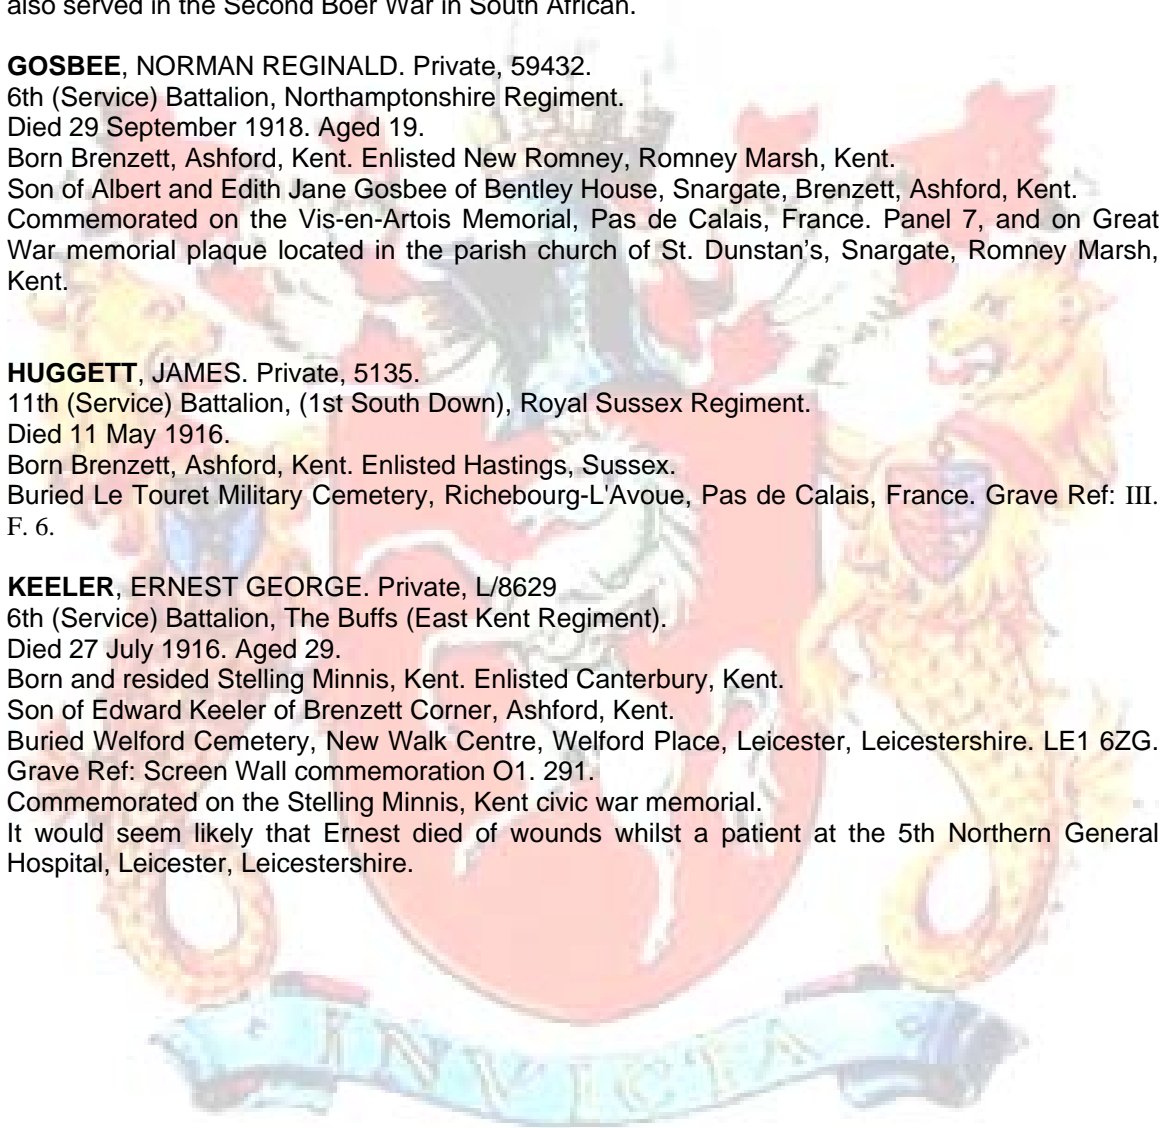 also served in the Second Boer War in South African.
GOSBEE, NORMAN REGINALD. Private, 59432.
6th (Service) Battalion, Northamptonshire Regiment.
Died 29 September 1918. Aged 19.
Born Brenzett, Ashford, Kent. Enlisted New Romney, Romney Marsh, Kent.
Son of Albert and Edith Jane Gosbee of Bentley House, Snargate, Brenzett, Ashford, Kent.
Commemorated on the Vis-en-Artois Memorial, Pas de Calais, France. Panel 7, and on Great
War memorial plaque located in the parish church of St. Dunstan’s, Snargate, Romney Marsh,
Kent.
HUGGETT, JAMES. Private, 5135.
11th (Service) Battalion, (1st South Down), Royal Sussex Regiment.
Died 11 May 1916.
Born Brenzett, Ashford, Kent. Enlisted Hastings, Sussex.
Buried Le Touret Military Cemetery, Richebourg-L'Avoue, Pas de Calais, France. Grave Ref: III.
F. 6.
KEELER, ERNEST GEORGE. Private, L/8629
6th (Service) Battalion, The Buffs (East Kent Regiment).
Died 27 July 1916. Aged 29.
Born and resided Stelling Minnis, Kent. Enlisted Canterbury, Kent.
Son of Edward Keeler of Brenzett Corner, Ashford, Kent.
Buried Welford Cemetery, New Walk Centre, Welford Place, Leicester, Leicestershire. LE1 6ZG.
Grave Ref: Screen Wall commemoration O1. 291.
Commemorated on the Stelling Minnis, Kent civic war memorial.
It would seem likely that Ernest died of wounds whilst a patient at the 5th Northern General
Hospital, Leicester, Leicestershire.
INVICTA